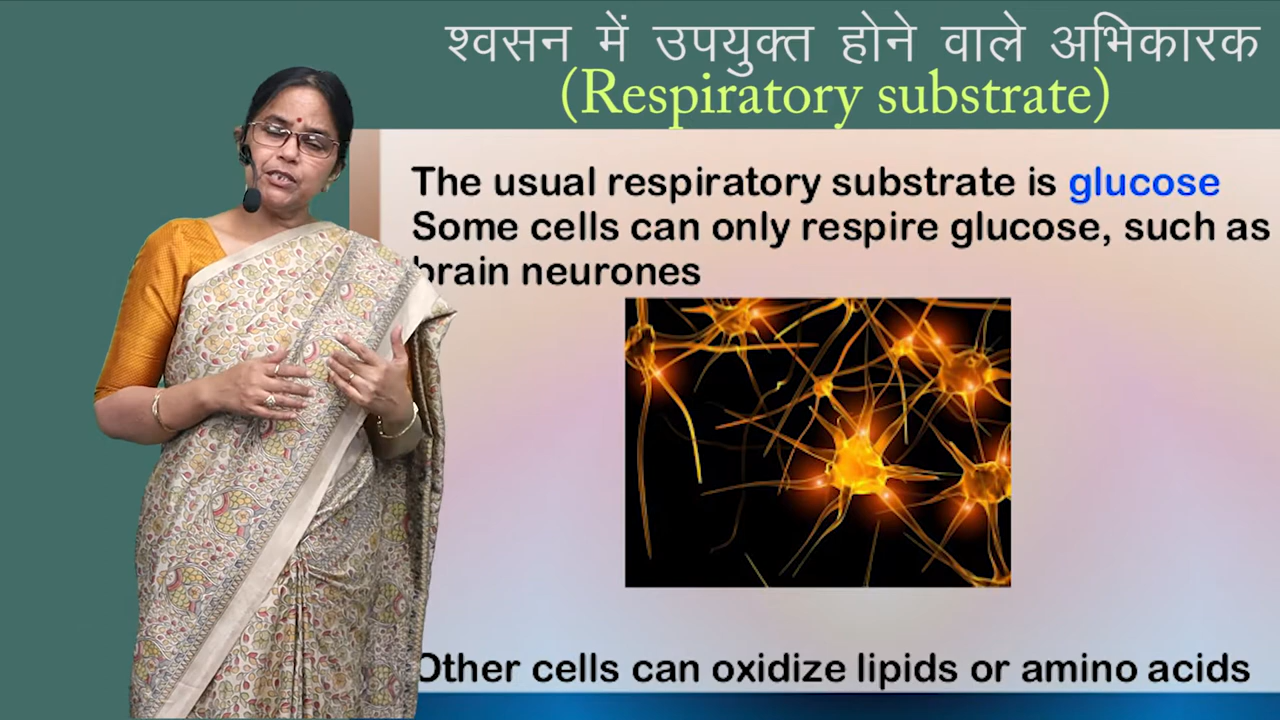 श्वसन में उपयुक्त होने वाले अभिकारक
(Respiratory substrate)
The usual respiratory substrate is glucose
Some cells can only respire glucose, such as
brain neurones
Other cells can oxidize lipids or amino acids